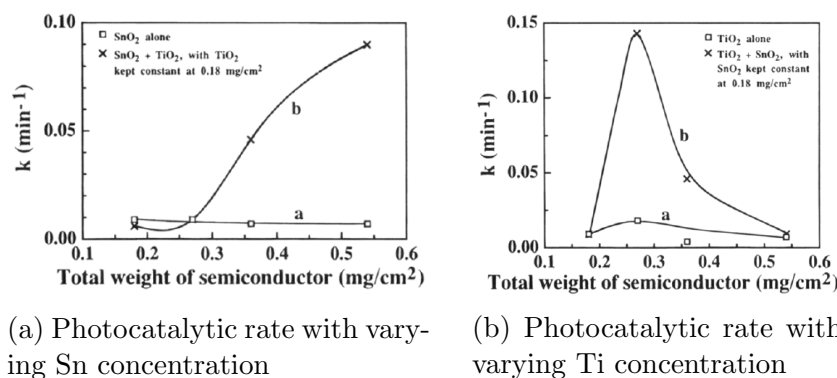 0.10
SnO2 alone
SnO2 + TiO2, with TiO2
kept constant at 0.18 mg/cm2
b
0.05
k (min-1)
a
0.00
0.1 0.2 0.3 0.4 0.5 0.6
Total weight of semiconductor (mg/cm2)
(a) Photocatalytic rate with vary-
ing Sn concentration
0.15
TiO2 alone
TiO2 + SnO2, with
SnO2 kept constant
at 0.18 mg/cm2
0.10
k (min-1)
b
0.05
a
0.00
0.1 0.2 0.3 0.4 0.5 0.6
Total weight of semiconductor (mg/cm2)
(b) Photocatalytic rate with
varying Ti concentration